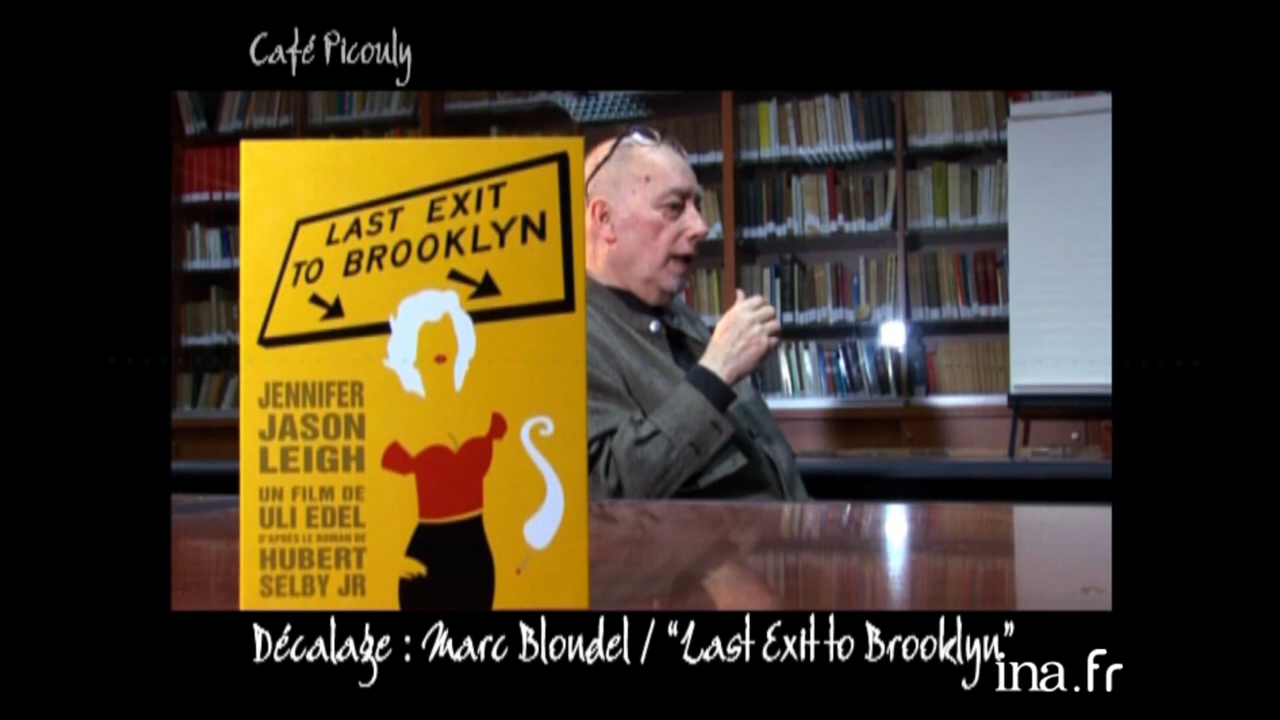 Café Picouly
LAST EXIT
TO BROOKLYN
JENNIFER
JASON
LEIGH
UN FILM DE
ULI EDEL
D'APRÈS LE ROMAN DE
HUBERT
SELBY JR
Décalage : Marc Blondel / "Last Exit to Brooklyn"
ina.fr